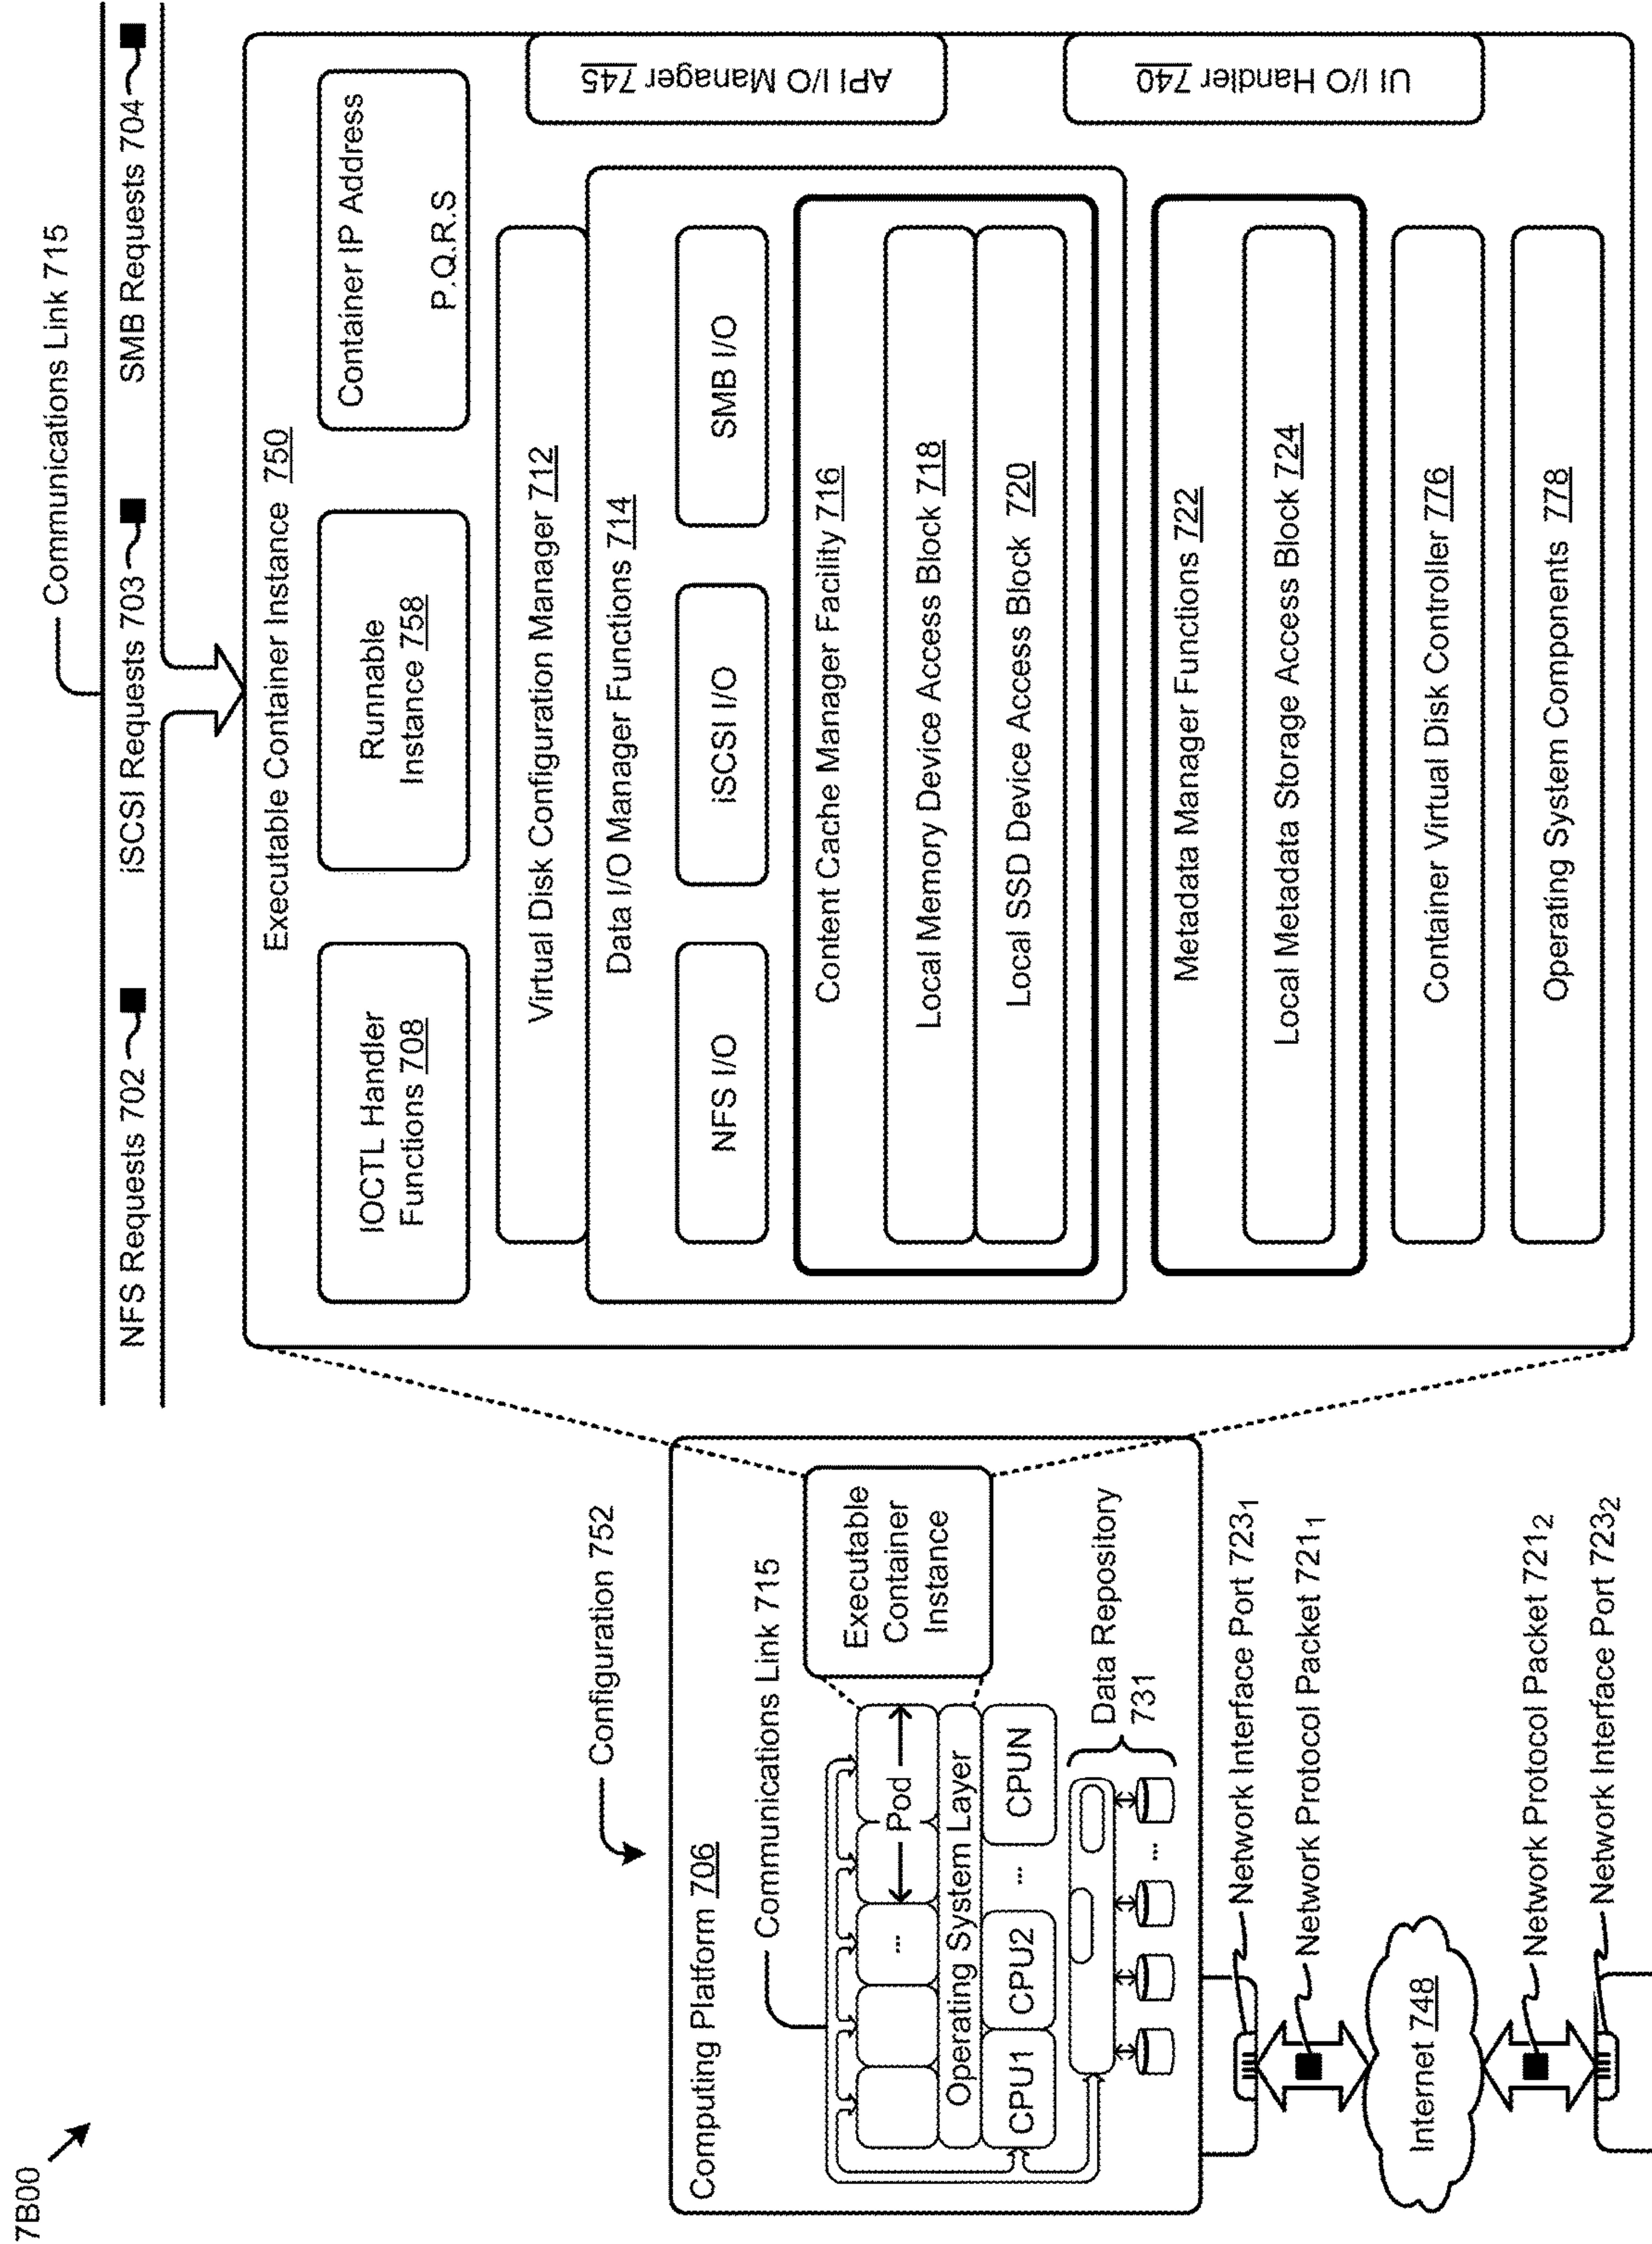 7B00
Communications Link 715
NFS Requests 702
iSCSI Requests 703
SMB Requests 704
Executable Container Instance 750
IOCTL Handler
Functions 708
Runnable
Instance 758
Container IP Address
P.Q.R.S
Virtual Disk Configuration Manager 712
Data I/O Manager Functions 714
NFS I/O
iSCSI I/O
SMB I/O
Content Cache Manager Facility 716
Local Memory Device Access Block 718
Local SSD Device Access Block 720
Metadata Manager Functions 722
Local Metadata Storage Access Block 724
Container Virtual Disk Controller 776
Operating System Components 778
API I/O Manager 745
UI I/O Handler 740
Configuration 752
Computing Platform 706
Communications Link 715
...
Pod
Executable
Container
Instance
Operating System Layer
CPU1
CPU2
...
CPUN
Data Repository
731
...
Network Interface Port 723₁
Network Protocol Packet 721₁
Internet 748
Network Protocol Packet 721₂
Network Interface Port 723₂